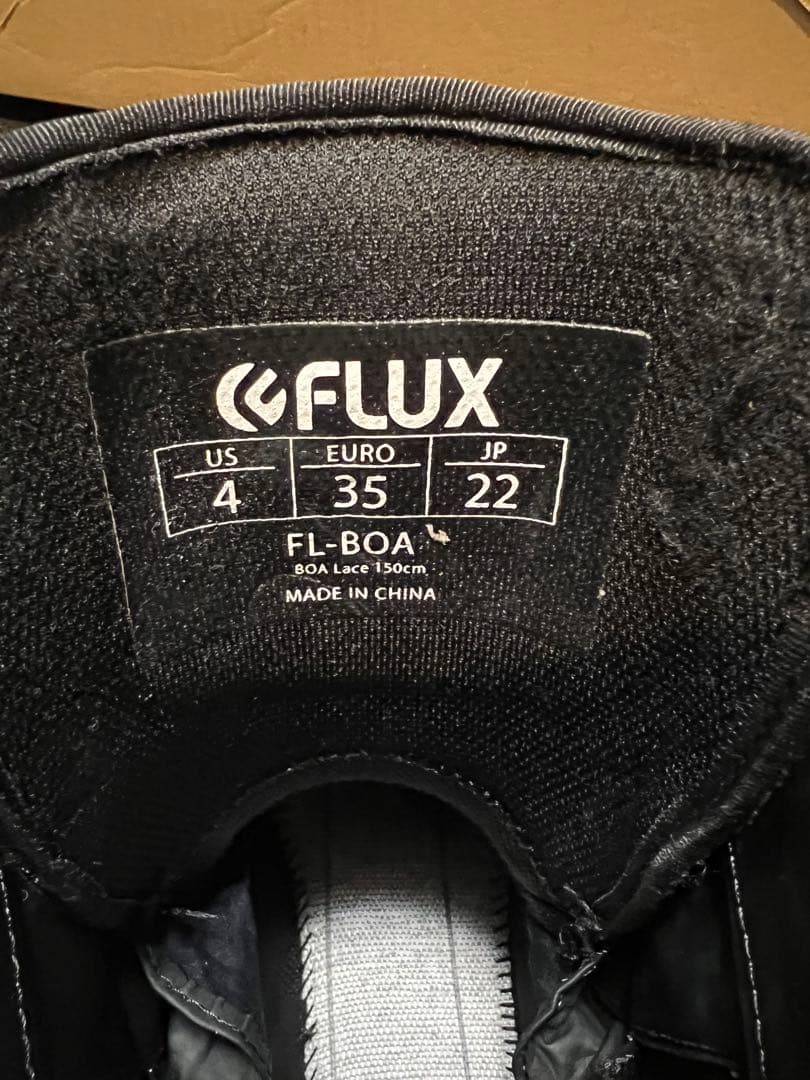 FLUX
US EURO JP
4 35 22
FL-BOA
BOA Lace 150cm
MADE IN CHINA